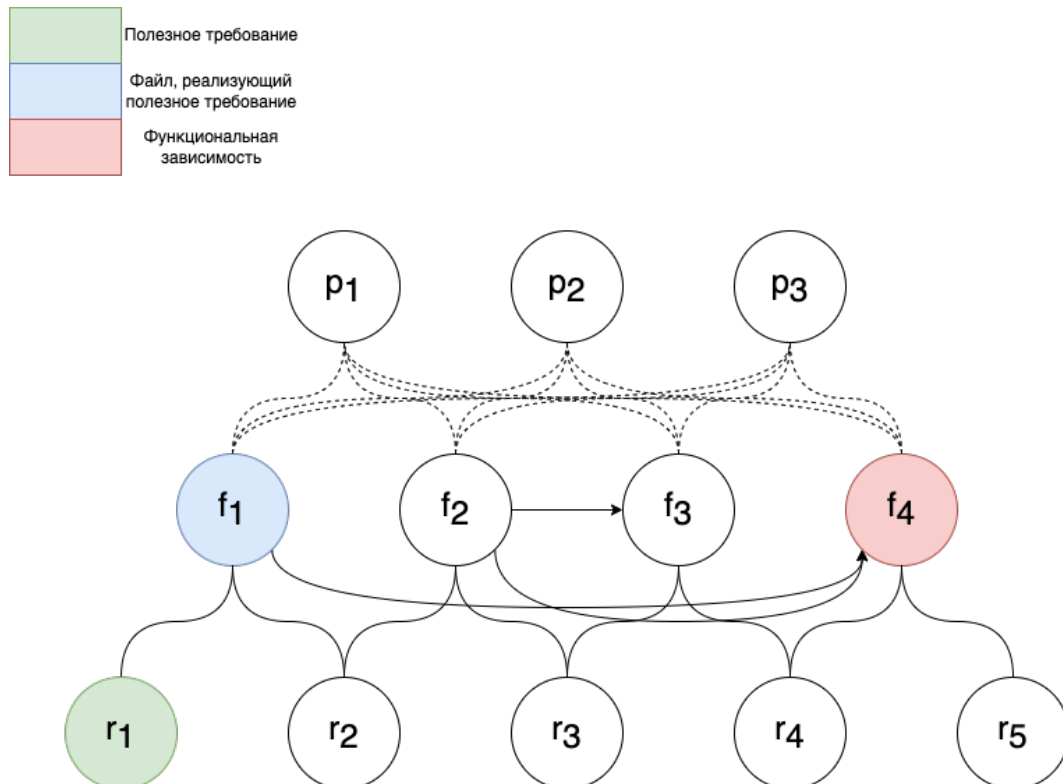 Полезное требование
Файл, реализующий
полезное требование
Функциональная
зависимость
p1 p2 p3
f1 f2 f3 f4
r1 r2 r3 r4 r5